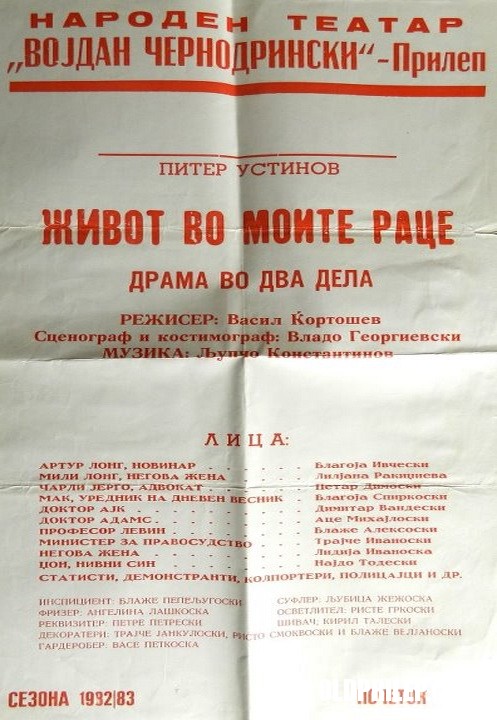 НАРОДЕН ТЕАТАР
„ВОЈДАН ЧЕРНОДРИНСКИ“ - Прилеп
ПИТЕР УСТИНОВ
ЖИВОТ ВО МОИТЕ РАЦЕ
ДРАМА ВО ДВА ДЕЛА
РЕЖИСЕР: Васил Ќортошев
Сценограф и костимограф: Владо Георгиевски
МУЗИКА: Љупчо Константинов
ЛИЦА:
АРТУР ЛОНГ, НОВИНАР - - - - - - Благоја Ивчески
МИЛИ ЛОНГ, НЕГОВА ЖЕНА - - - - - Лилјана Ракиџиева
ЧАРЛИ ЈЕРГО, АДВОКАТ - - - - - - Петар Димоски
МАК, УРЕДНИК НА ДНЕВЕН ВЕСНИК - - Благоја Спиркоски
ДОКТОР АЈК - - - - - - - - Димитар Вандески
ДОКТОР АДАМС - - - - - - - - Аце Михајлоски
ПРОФЕСОР ЛЕВИН - - - - - - - Блаже Алексоски
МИНИСТЕР ЗА ПРАВОСУДСТВО - - - - Трајче Иваноски
НЕГОВА ЖЕНА - - - - - - - - Лидија Иваноска
ЏОН, НИВНИ СИН - - - - - - - Најдо Тодески
СТАТИСТИ, ДЕМОНСТРАНТИ, КОЛПОРТЕРИ, ПОЛИЦАЈЦИ И ДР.
ИНСПИЦИЕНТ: БЛАЖЕ ПЕПЕЉУГОСКИ СУФЛЕР: ЉУБИЦА ЖЕЖОСКА
ФРИЗЕР: АНГЕЛИНА ЛАШКОСКА ОСВЕТЛИТЕЛ: РИСТЕ ГРКОСКИ
РЕКВИЗИТЕР: ПЕТРЕ ПЕТРЕСКИ ШИВАЧ: КИРИЛ ТАЛЕСКИ
ДЕКОРАТЕРИ: ТРАЈЧЕ ЈАНКУЛОСКИ, РИСТО СМОКВОСКИ И БЛАЖЕ ВЕЛЈАНОСКИ
ГАРДЕРОБЕР: ВАСЕ ПЕТКОСКА
СЕЗОНА 1982/83